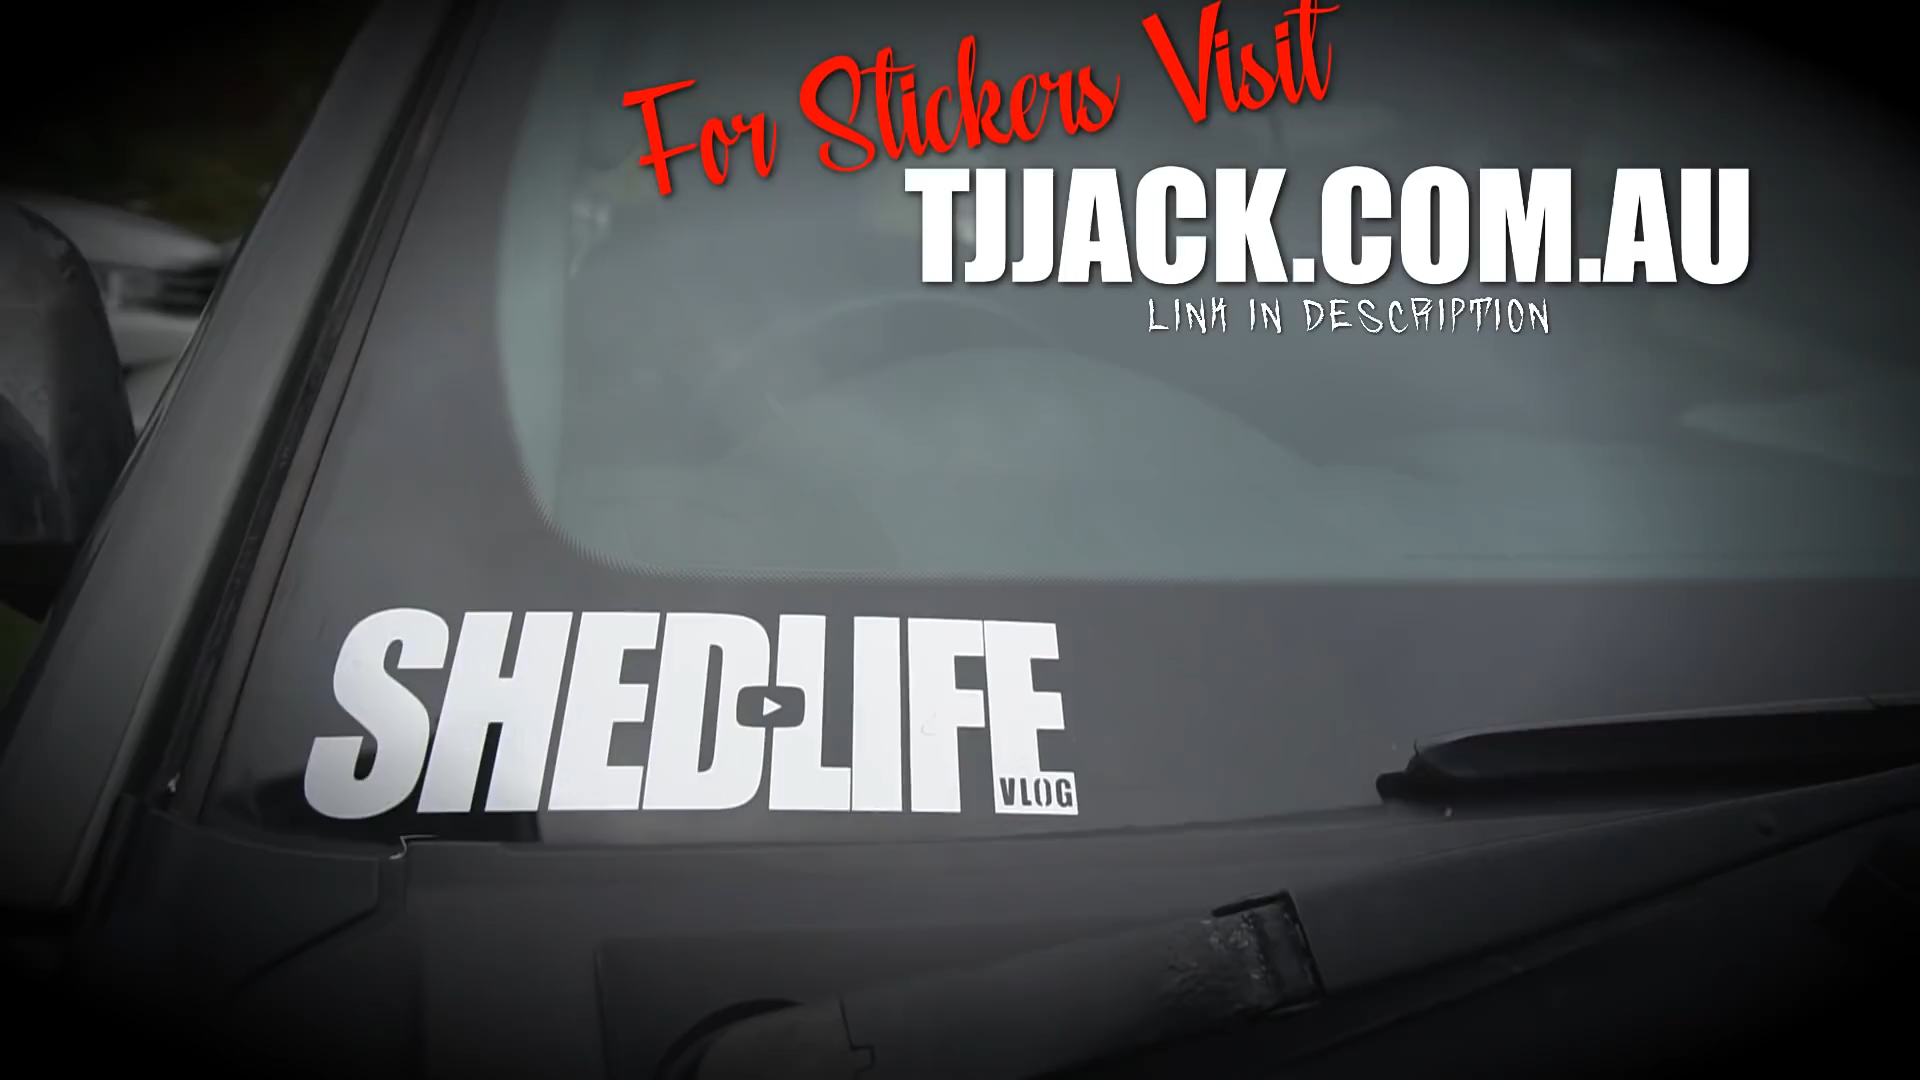 For Stickers Visit
TJJACK.COM.AU
LINK IN DESCRIPTION
SHEDLIFE
VLOG